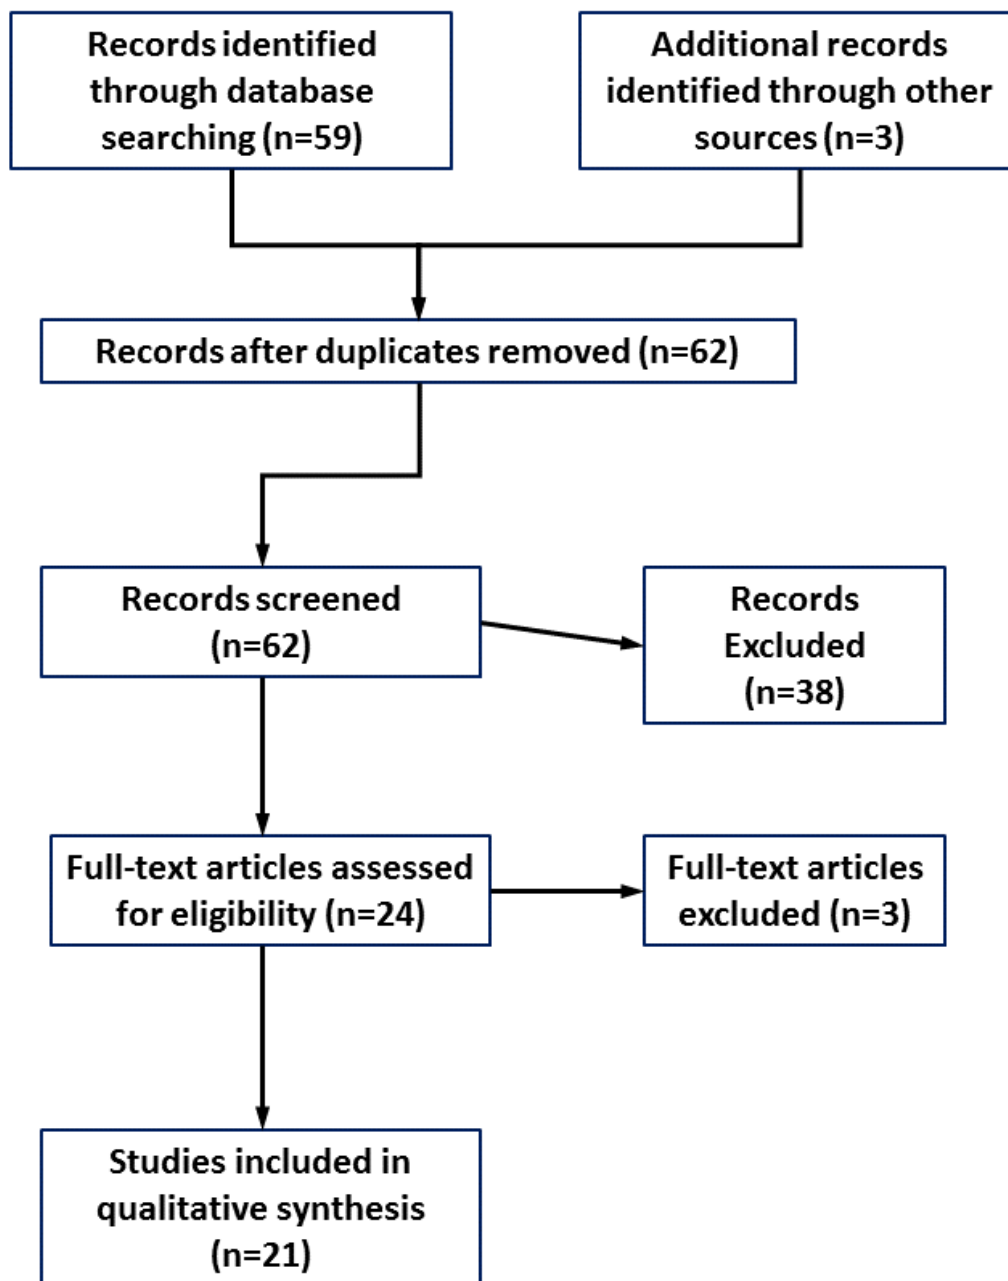 Records identified
through database
searching (n=59)
Additional records
identified through other
sources (n=3)
Records after duplicates removed (n=62)
Records screened
(n=62)
Records
Excluded
(n=38)
Full-text articles assessed
for eligibility (n=24)
Full-text articles
excluded (n=3)
Studies included in
qualitative synthesis
(n=21)